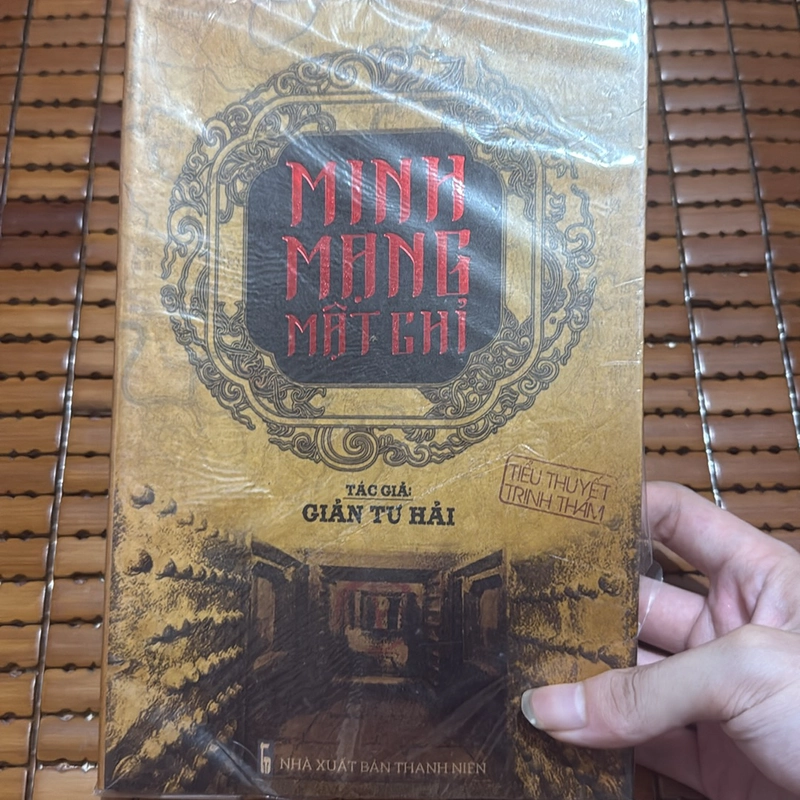 MINH
MẠNG
MẬT CHỈ
TÁC GIẢ:
GIẢN TƯ HẢI
TIỂU THUYẾT
TRINH THÁM
NHÀ XUẤT BẢN THANH NIÊN